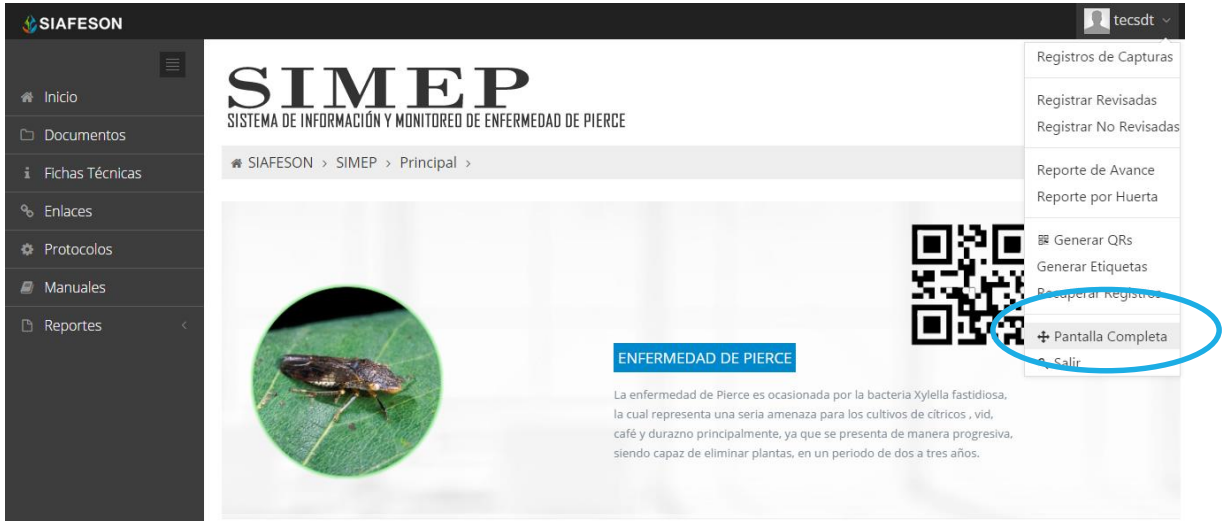 SIAFESON
tecsdt
Inicio
Documentos
Fichas Técnicas
Enlaces
Protocolos
Manuales
Reportes
SIMEP
SISTEMA DE INFORMACIÓN Y MONITOREO DE ENFERMEDAD DE PIERCE
SIAFESON > SIMEP > Principal >
ENFERMEDAD DE PIERCE
La enfermedad de Pierce es ocasionada por la bacteria Xylella fastidiosa,
la cual representa una seria amenaza para los cultivos de cítricos , vid,
café y durazno principalmente, ya que se presenta de manera progresiva,
siendo capaz de eliminar plantas, en un periodo de dos a tres años.
Registros de Capturas
Registrar Revisadas
Registrar No Revisadas
Reporte de Avance
Reporte por Huerta
Generar QRs
Generar Etiquetas
Recuperar Registros
Pantalla Completa
Salir